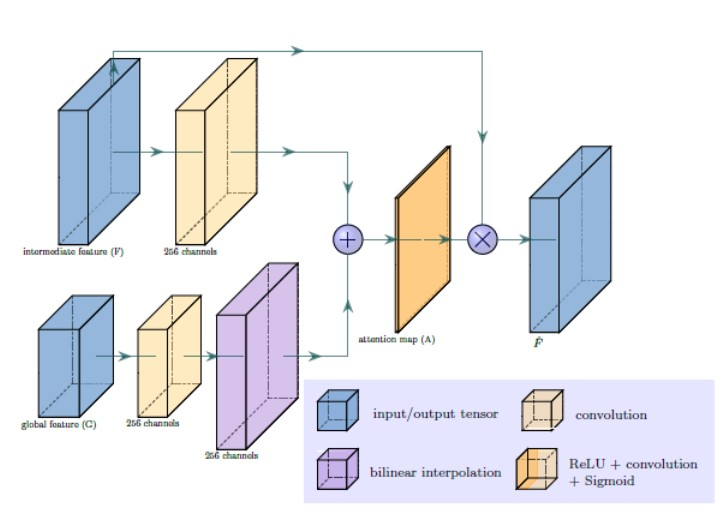 intermediate feature (F)
256 channels
attention map (A)
F̂
global feature (G)
256 channels
256 channels
input/output tensor
convolution
bilinear interpolation
ReLU + convolution
+ Sigmoid